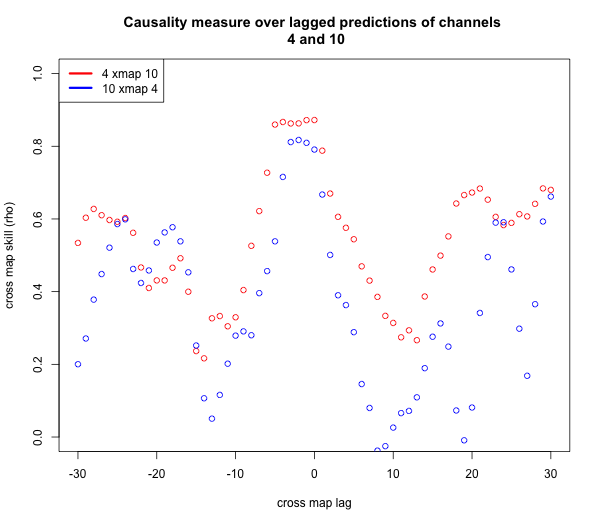 Causality measure over lagged predictions of channels
4 and 10
4 xmap 10
10 xmap 4
cross map skill (rho)
1.0
0.8
0.6
0.4
0.2
0.0
-30 -20 -10 0 10 20 30
cross map lag